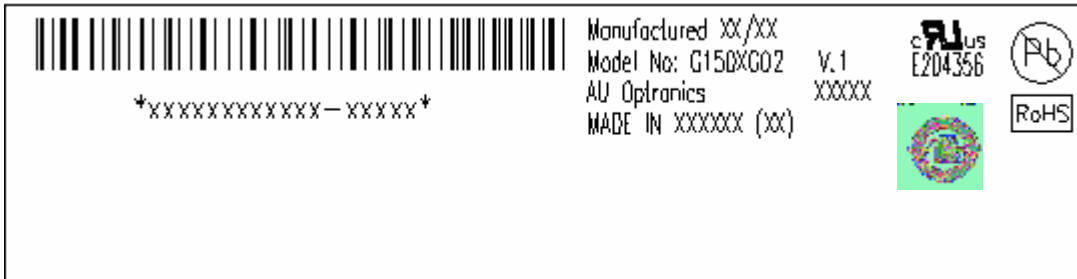 Manufactured XX/XX
Model No: G150XG02 V.1
AU Optronics XXXXX
MADE IN XXXXXX (XX)
*XXXXXXXXXXXX-XXXXX*
c RU us
E204356
Pb
RoHS